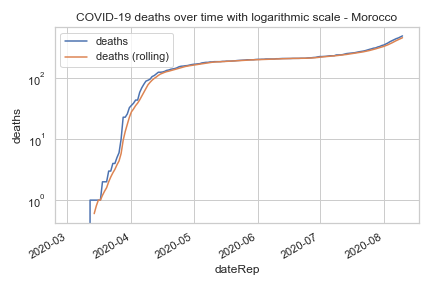 COVID-19 deaths over time with logarithmic scale - Morocco
deaths
deaths (rolling)
10²
10¹
10⁰
deaths
2020-03
2020-04
2020-05
2020-06
2020-07
2020-08
dateRep